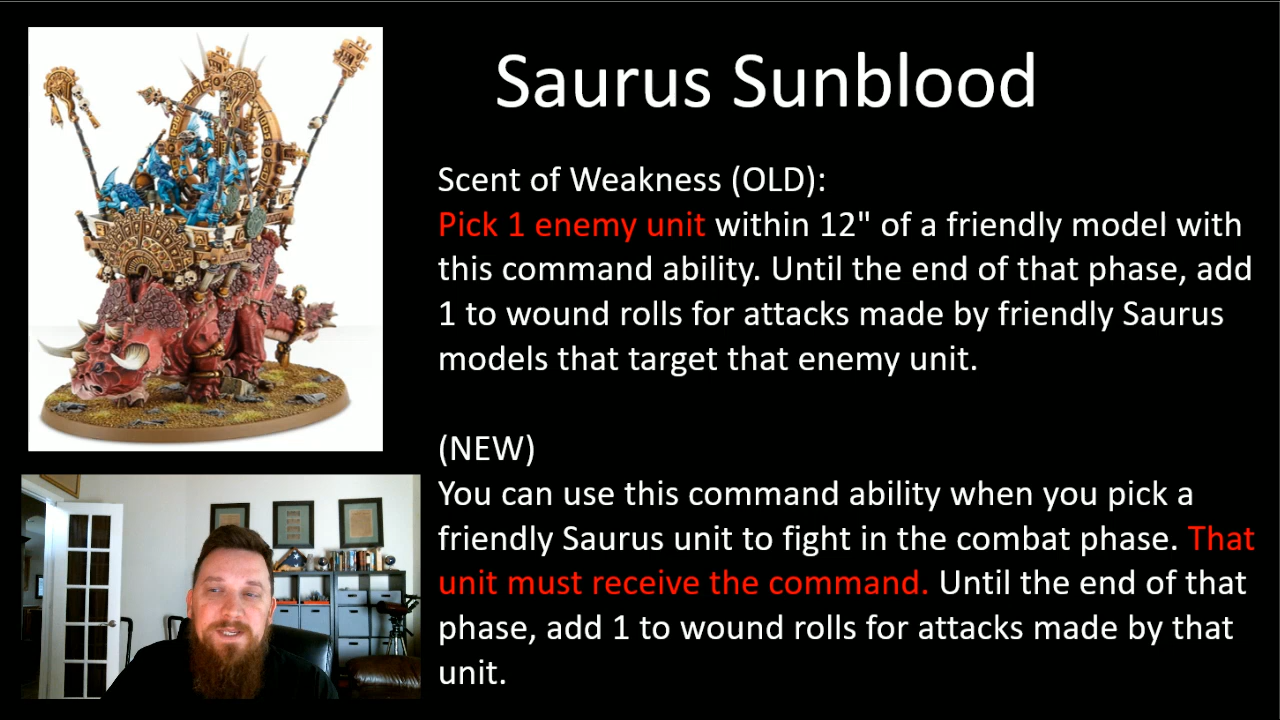 Saurus Sunblood
Scent of Weakness (OLD):
Pick 1 enemy unit within 12" of a friendly model with
this command ability. Until the end of that phase, add
1 to wound rolls for attacks made by friendly Saurus
models that target that enemy unit.
(NEW)
You can use this command ability when you pick a
friendly Saurus unit to fight in the combat phase. That
unit must receive the command. Until the end of that
phase, add 1 to wound rolls for attacks made by that
unit.